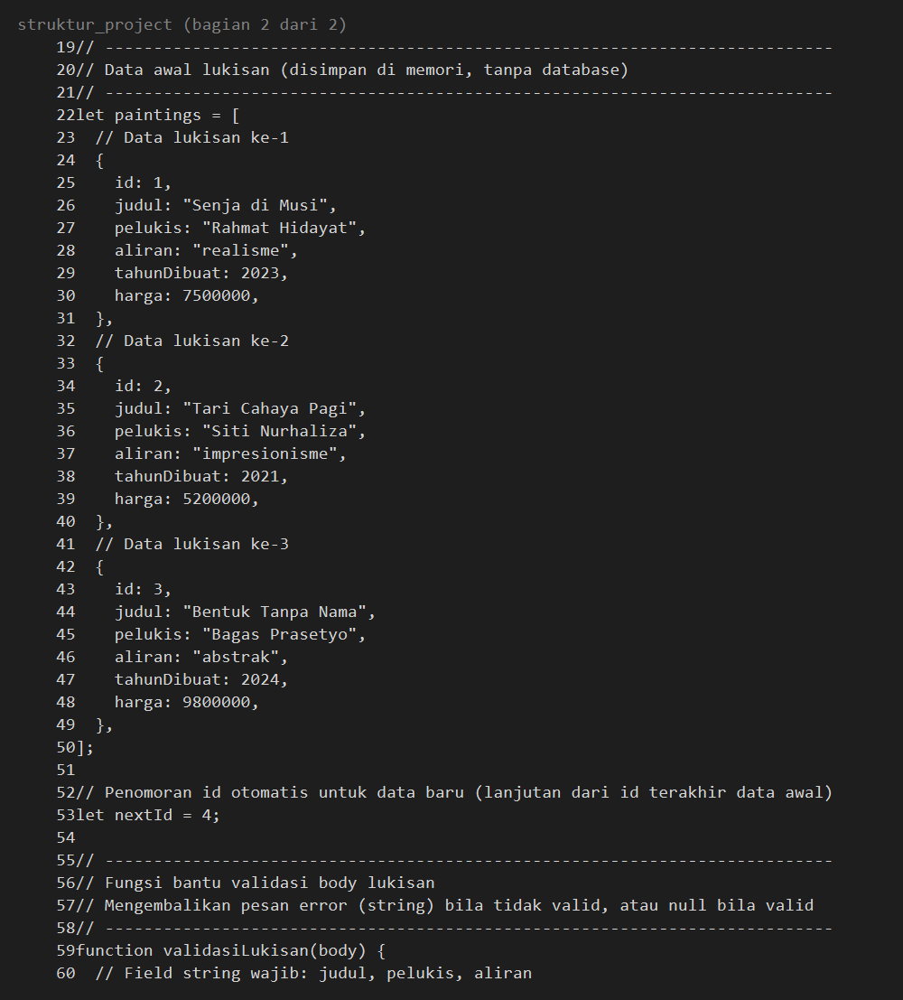 struktur_project (bagian 2 dari 2)
19// ---------------------------------------------------------------------------
20// Data awal lukisan (disimpan di memori, tanpa database)
21// ---------------------------------------------------------------------------
22let paintings = [
23  // Data lukisan ke-1
24  {
25    id: 1,
26    judul: "Senja di Musi",
27    pelukis: "Rahmat Hidayat",
28    aliran: "realisme",
29    tahunDibuat: 2023,
30    harga: 7500000,
31  },
32  // Data lukisan ke-2
33  {
34    id: 2,
35    judul: "Tari Cahaya Pagi",
36    pelukis: "Siti Nurhaliza",
37    aliran: "impresionisme",
38    tahunDibuat: 2021,
39    harga: 5200000,
40  },
41  // Data lukisan ke-3
42  {
43    id: 3,
44    judul: "Bentuk Tanpa Nama",
45    pelukis: "Bagas Prasetyo",
46    aliran: "abstrak",
47    tahunDibuat: 2024,
48    harga: 9800000,
49  },
50];
51
52// Penomoran id otomatis untuk data baru (lanjutan dari id terakhir data awal)
53let nextId = 4;
54
55// ---------------------------------------------------------------------------
56// Fungsi bantu validasi body lukisan
57// Mengembalikan pesan error (string) bila tidak valid, atau null bila valid
58// ---------------------------------------------------------------------------
59function validasiLukisan(body) {
60  // Field string wajib: judul, pelukis, aliran